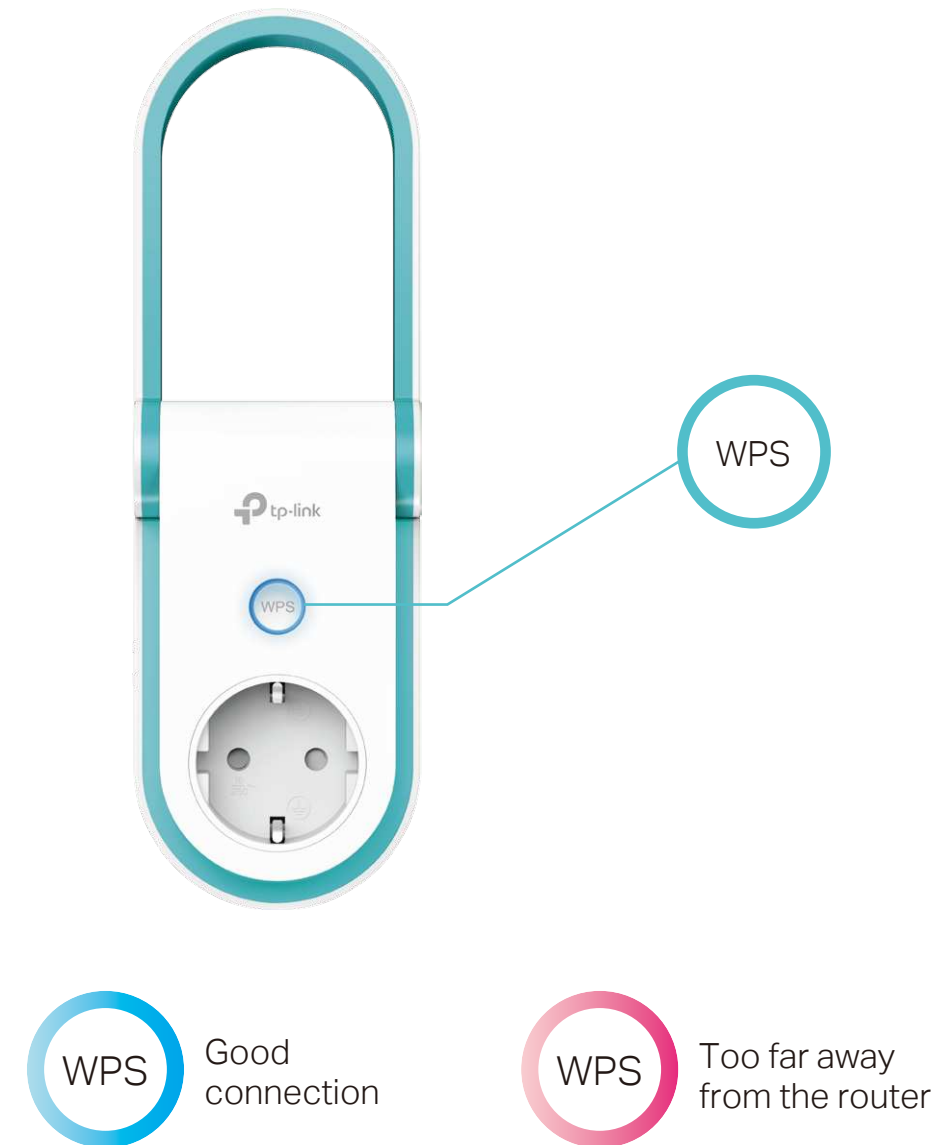 tp-link
WPS
WPS
WPS
Good
connection
WPS
Too far away
from the router